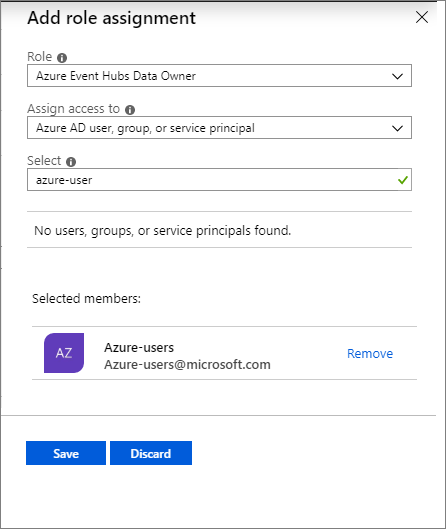 Add role assignment
Role
Azure Event Hubs Data Owner
Assign access to
Azure AD user, group, or service principal
Select
azure-user
No users, groups, or service principals found.
Selected members:
AZ
Azure-users
Remove
Azure-users@microsoft.com
Save Discard